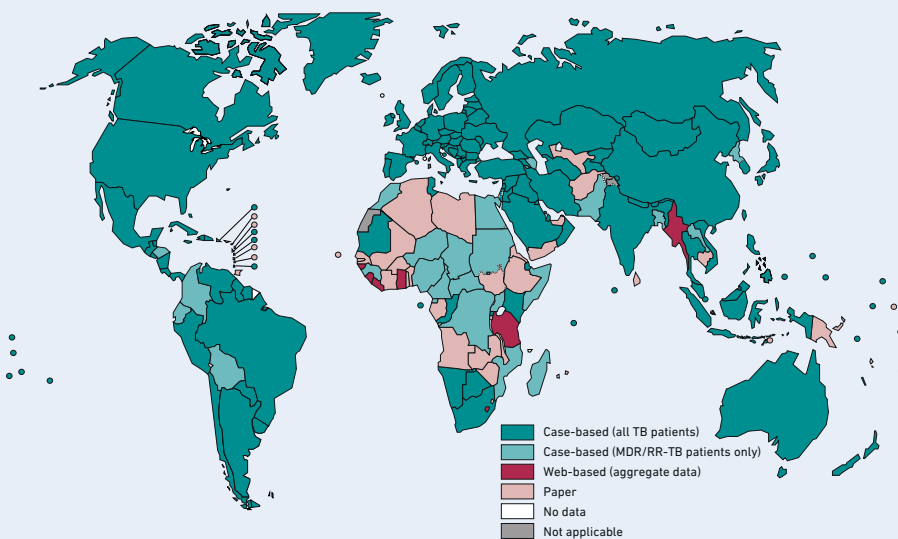 Case-based (all TB patients)
Case-based (MDR/RR-TB patients only)
Web-based (aggregate data)
Paper
No data
Not applicable